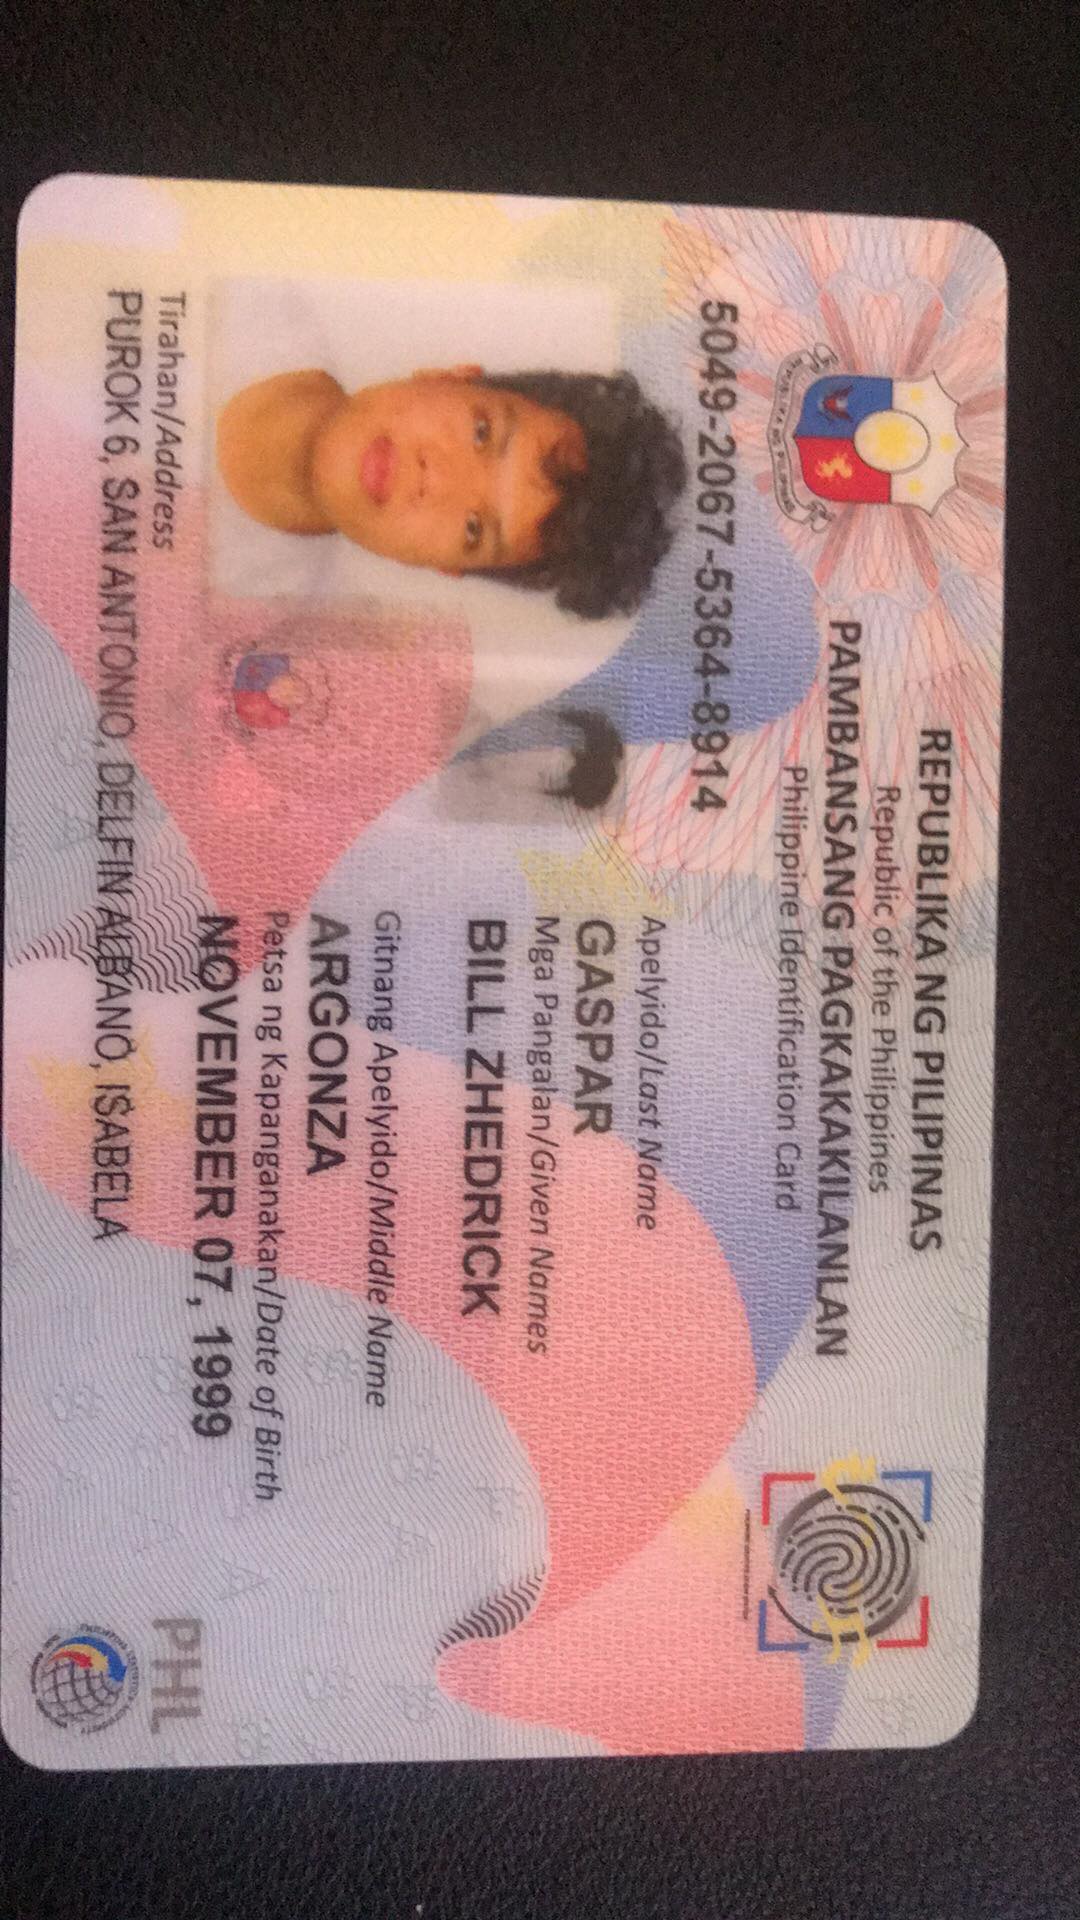 REPUBLIKA NG PILIPINAS
Republic of the Philippines
PAMBANSANG PAGKAKAKILANLAN
Philippine Identification Card
5049-2067-5364-8914
Apelyido/Last Name
GASPAR
Mga Pangalan/Given Names
BILL ZHEDRICK
Gitnang Apelyido/Middle Name
ARGONZA
Petsa ng Kapanganakan/Date of Birth
NOVEMBER 07, 1999
Tirahan/Address
PUROK 6, SAN ANTONIO, DELFIN ALBANO, ISABELA
PHL